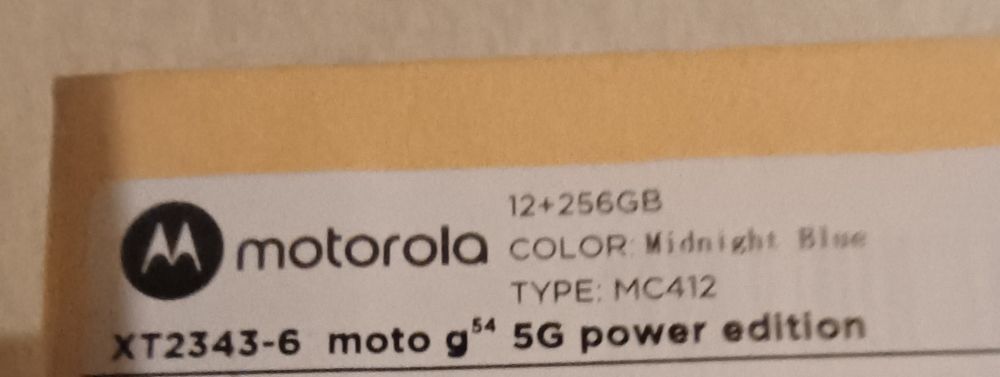 12+256GB
motorola COLOR: Midnight Blue
TYPE: MC412
XT2343-6 moto g54 5G power edition